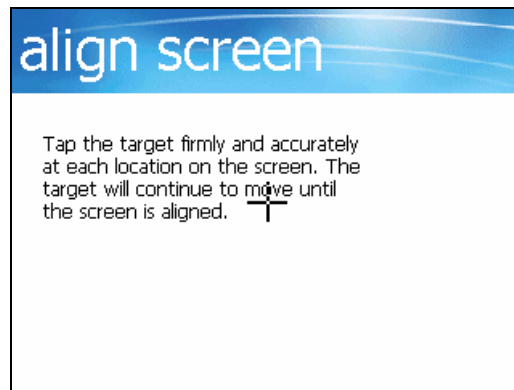 align screen
Tap the target firmly and accurately
at each location on the screen. The
target will continue to move until
the screen is aligned.